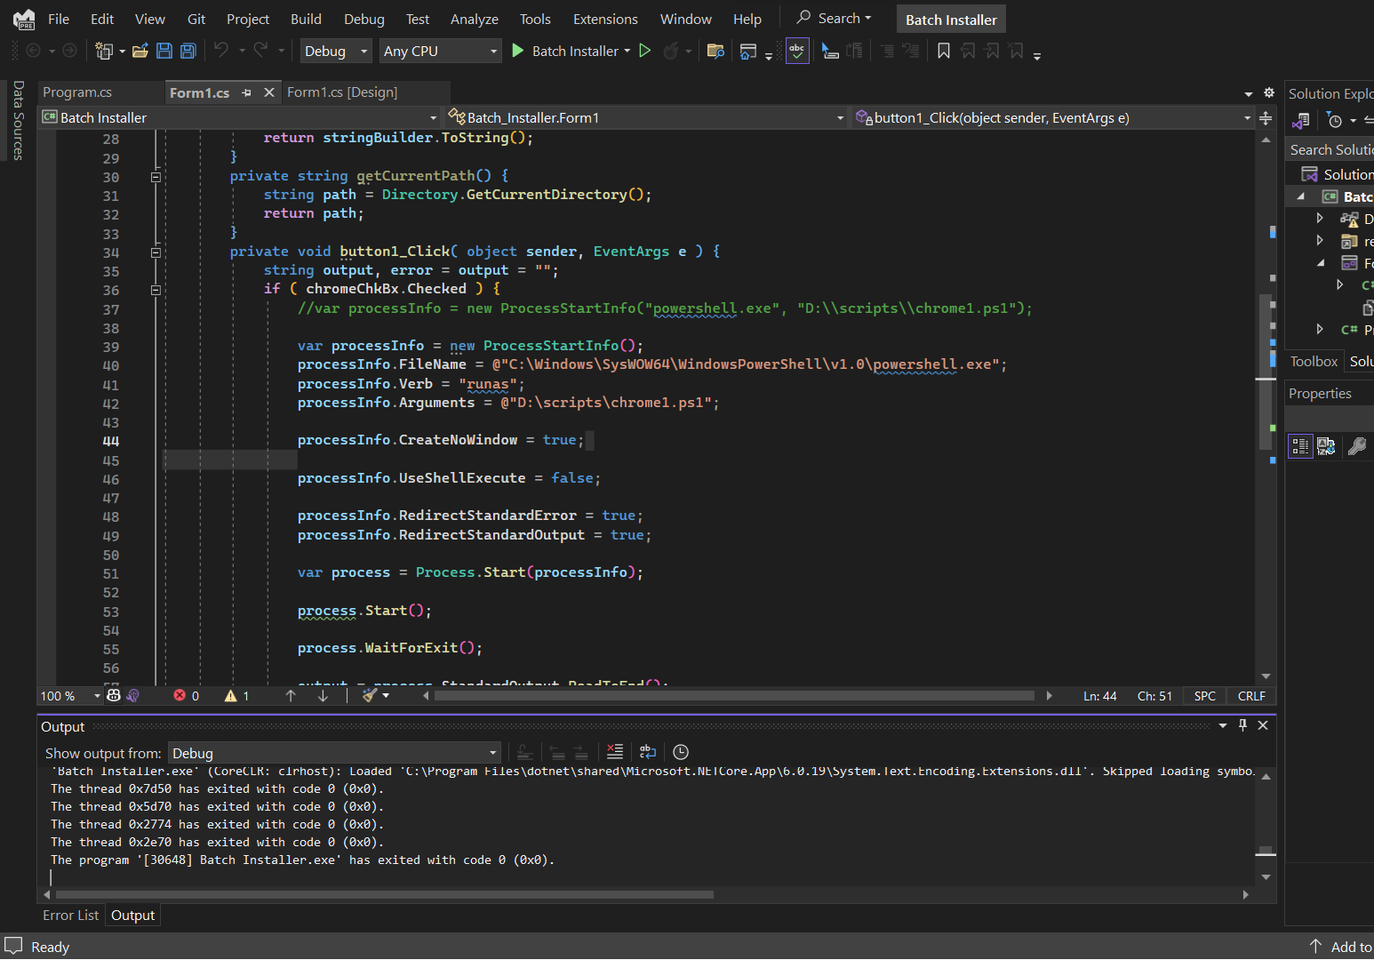 File Edit View Git Project Build Debug Test Analyze Tools Extensions Window Help Search Batch Installer
Debug Any CPU Batch Installer
Data Sources
Program.cs Form1.cs Form1.cs [Design]
Batch Installer Batch_Installer.Form1 button1_Click(object sender, EventArgs e)
28 return stringBuilder.ToString();
29 }
30 private string getCurrentPath() {
31 string path = Directory.GetCurrentDirectory();
32 return path;
33 }
34 private void button1_Click( object sender, EventArgs e ) {
35 string output, error = output = "";
36 if ( chromeChkBx.Checked ) {
37 //var processInfo = new ProcessStartInfo("powershell.exe", "D:\\scripts\\chrome1.ps1");
38
39 var processInfo = new ProcessStartInfo();
40 processInfo.FileName = @"C:\Windows\SysWOW64\WindowsPowerShell\v1.0\powershell.exe";
41 processInfo.Verb = "runas";
42 processInfo.Arguments = @"D:\scripts\chrome1.ps1";
43
44 processInfo.CreateNoWindow = true;
45
46 processInfo.UseShellExecute = false;
47
48 processInfo.RedirectStandardError = true;
49 processInfo.RedirectStandardOutput = true;
50
51 var process = Process.Start(processInfo);
52
53 process.Start();
54
55 process.WaitForExit();
56
output = process.StandardOutput.ReadToEnd();
100 % 0 1 Ln: 44 Ch: 51 SPC CRLF
Output
Show output from: Debug
'Batch Installer.exe' (CoreCLR: clrhost): Loaded 'C:\Program Files\dotnet\shared\Microsoft.NETCore.App\6.0.19\System.Text.Encoding.Extensions.dll'. Skipped loading symbo
The thread 0x7d50 has exited with code 0 (0x0).
The thread 0x5d70 has exited with code 0 (0x0).
The thread 0x2774 has exited with code 0 (0x0).
The thread 0x2e70 has exited with code 0 (0x0).
The program '[30648] Batch Installer.exe' has exited with code 0 (0x0).
Error List Output
Ready
Solution Explo
Search Solutio
Solution
Batc
D
re
Fo
C#
C# P
Toolbox Solu
Properties
Add to